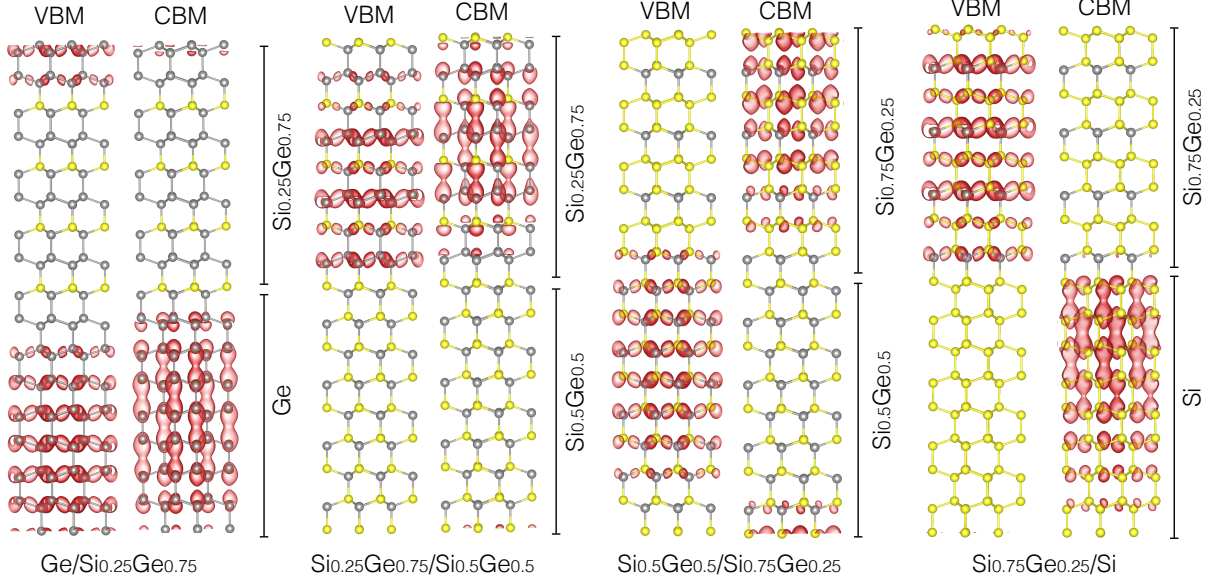 VBM CBM VBM CBM VBM CBM VBM CBM
Si0.25Ge0.75
Ge
Si0.25Ge0.75
Si0.5Ge0.5
Si0.75Ge0.25
Si0.5Ge0.5
Si0.75Ge0.25
Si
Ge/Si0.25Ge0.75 Si0.25Ge0.75/Si0.5Ge0.5 Si0.5Ge0.5/Si0.75Ge0.25 Si0.75Ge0.25/Si